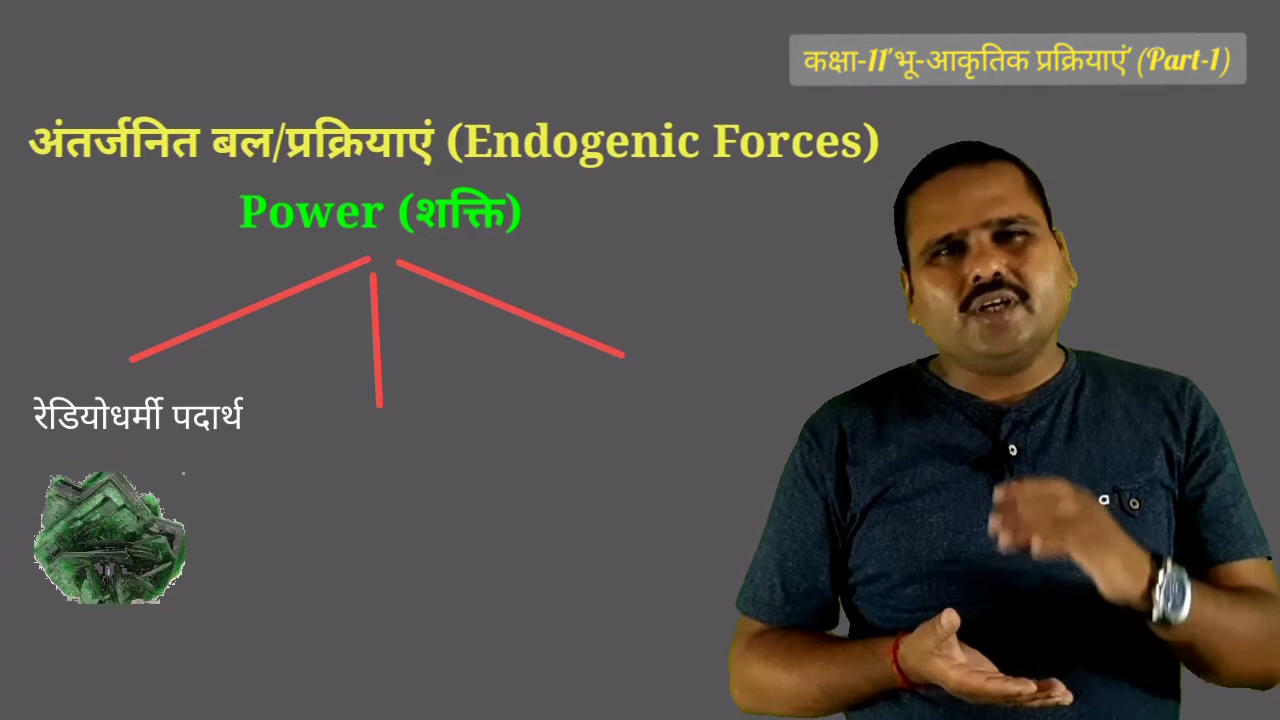 कक्षा-11'भू-आकृतिक प्रक्रियाएं' (Part-1)
अंतर्जनित बल/प्रक्रियाएं (Endogenic Forces)
Power (शक्ति)
रेडियोधर्मी पदार्थ